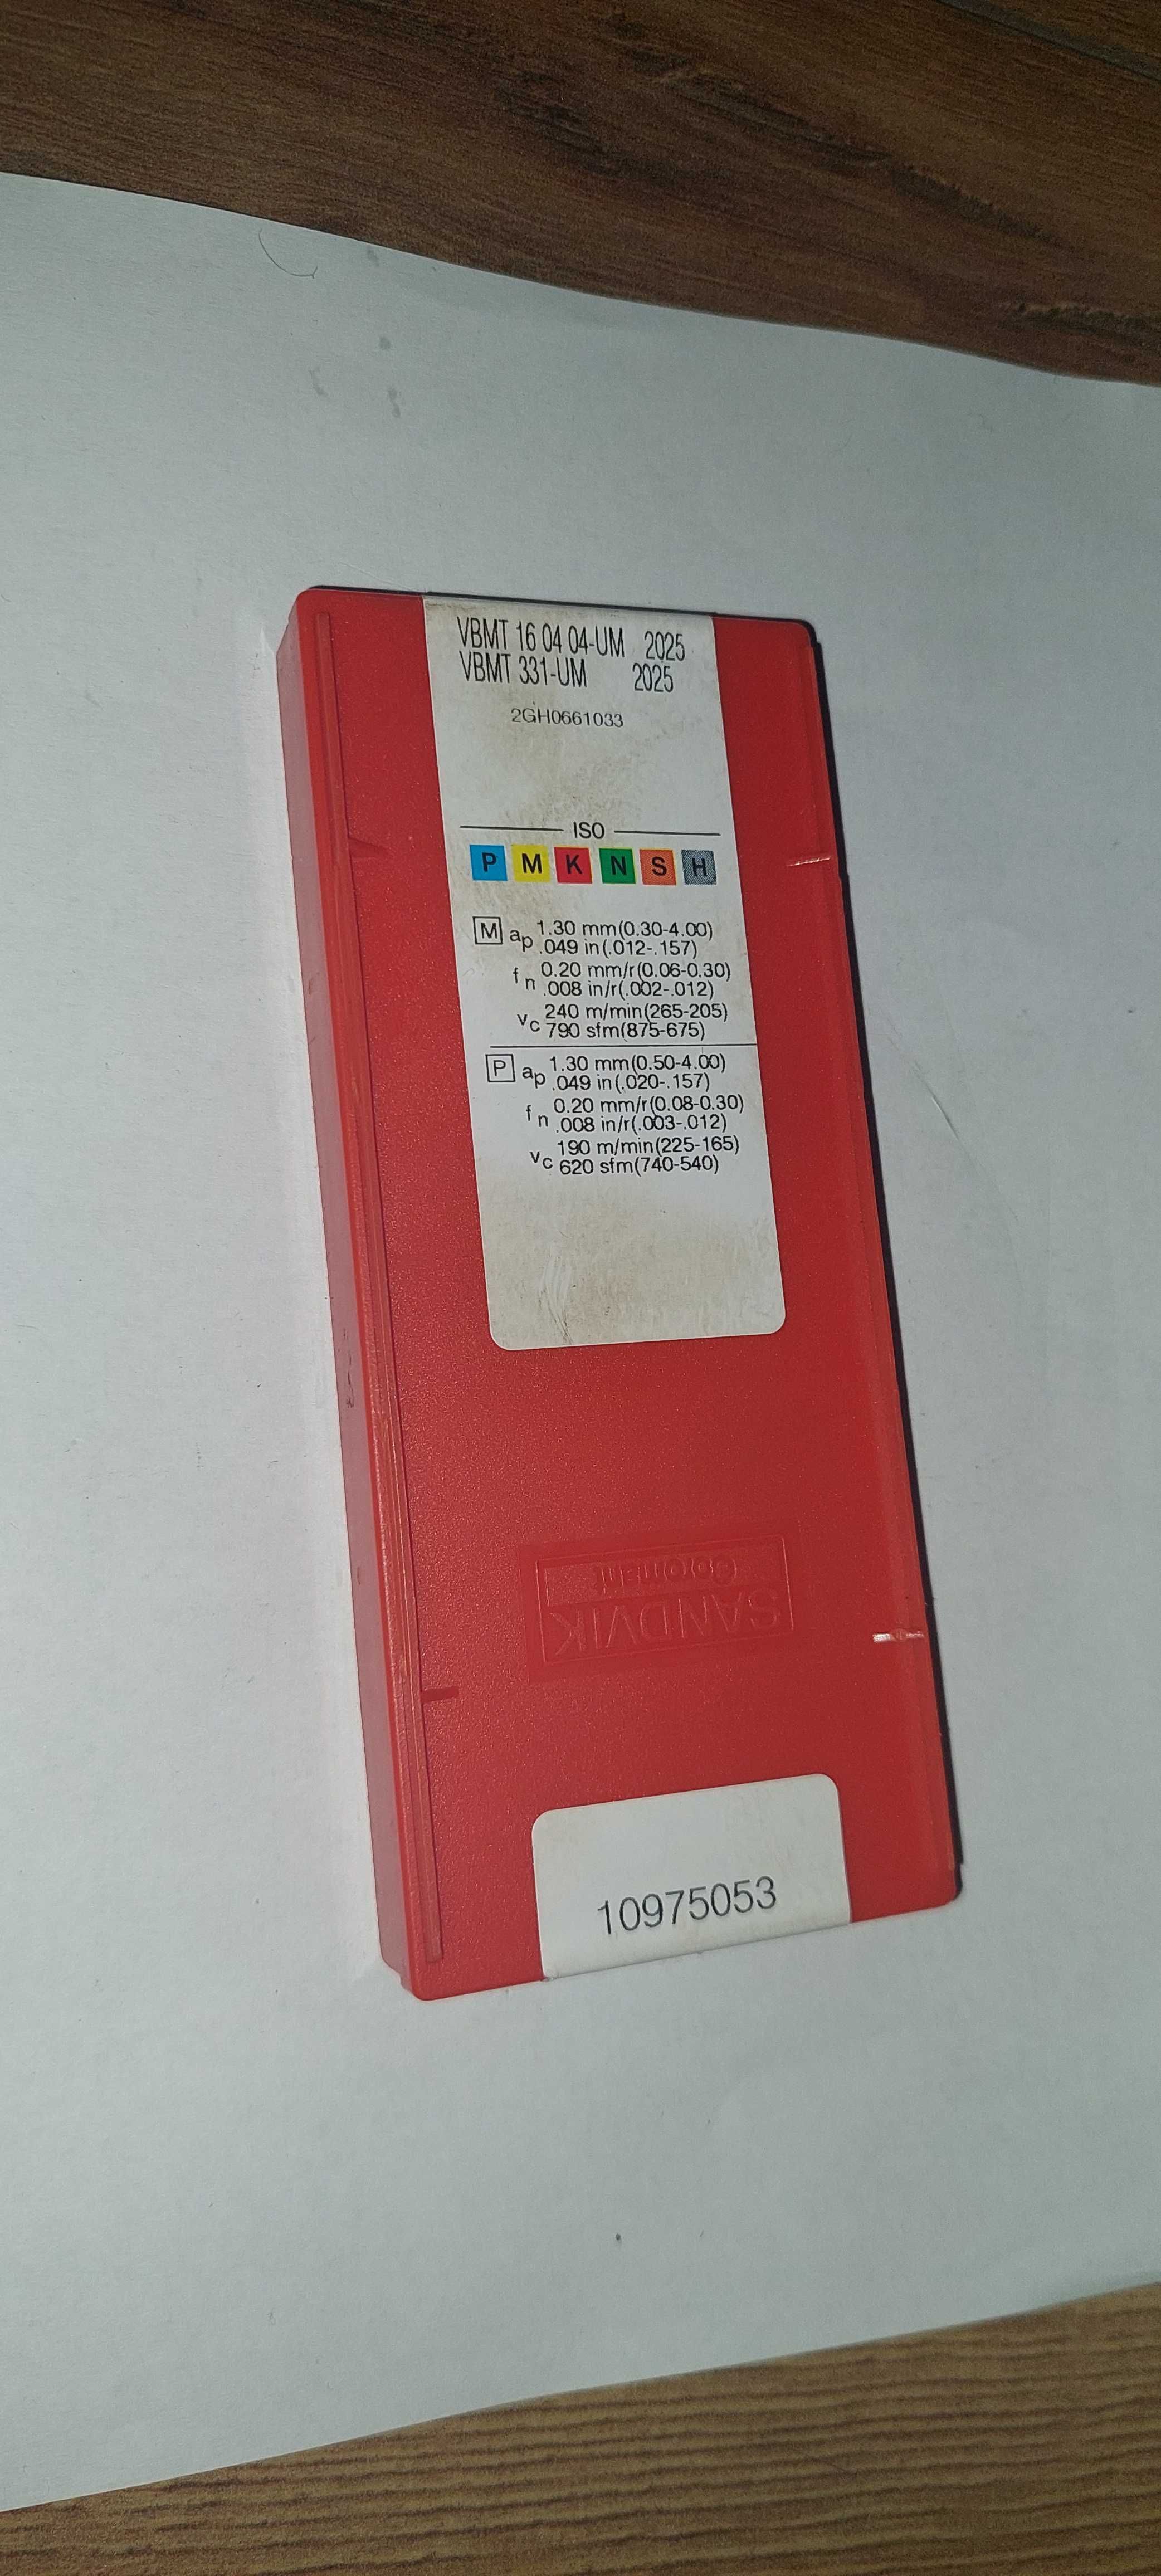 VBMT 16 04 04-UM 2025
VBMT 331-UM 2025
2GH0661033
ISO
P M K N S H
M ap 1.30 mm(0.30-4.00)
.049 in(.012-.157)
fn 0.20 mm/r(0.06-0.30)
.008 in/r(.002-.012)
vc 240 m/min(265-205)
790 sfm(875-675)
P ap 1.30 mm(0.50-4.00)
.049 in(.020-.157)
fn 0.20 mm/r(0.08-0.30)
.008 in/r(.003-.012)
vc 190 m/min(225-165)
620 sfm(740-540)
SANDVIK
Coromant
10975053